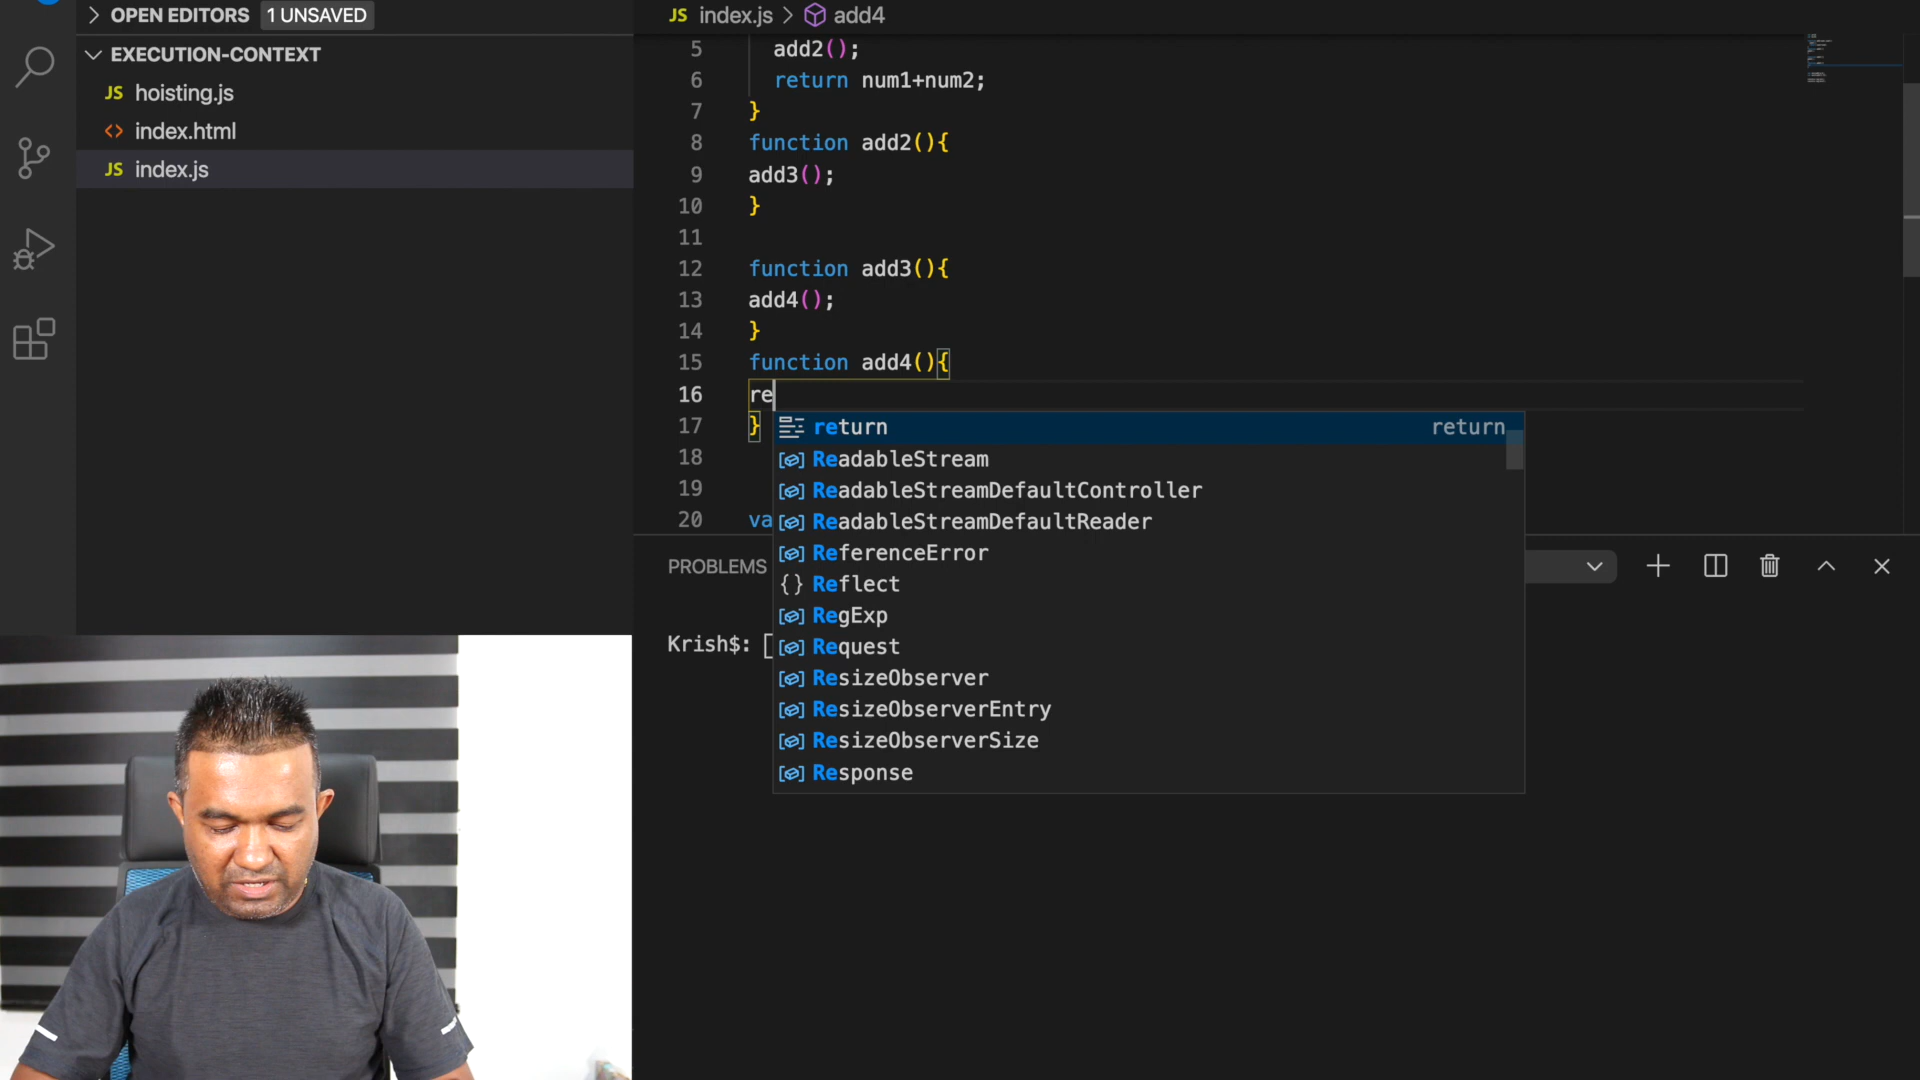 OPEN EDITORS 1 UNSAVED
EXECUTION-CONTEXT
JS hoisting.js
<> index.html
JS index.js
JS index.js > add4
5 add2();
6 return num1+num2;
7 }
8 function add2(){
9 add3();
10 }
11
12 function add3(){
13 add4();
14 }
15 function add4(){
16 re
17 }
18
19
20 va
return return
ReadableStream
ReadableStreamDefaultController
ReadableStreamDefaultReader
ReferenceError
{} Reflect
RegExp
Request
ResizeObserver
ResizeObserverEntry
ResizeObserverSize
Response
PROBLEMS
Krish$: